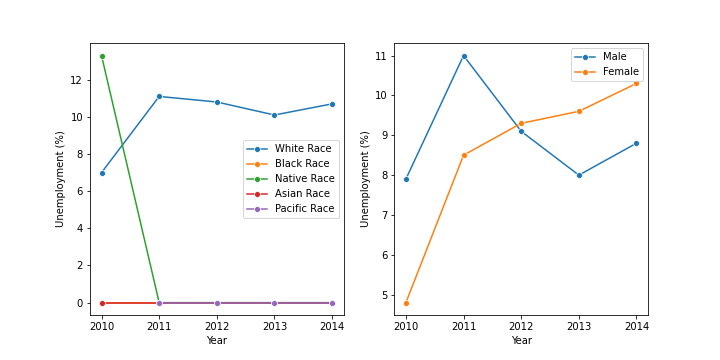 12
10
8
6
4
2
0
Unemployment (%)
2010 2011 2012 2013 2014
Year
White Race
Black Race
Native Race
Asian Race
Pacific Race
11
10
9
8
7
6
5
Unemployment (%)
2010 2011 2012 2013 2014
Year
Male
Female